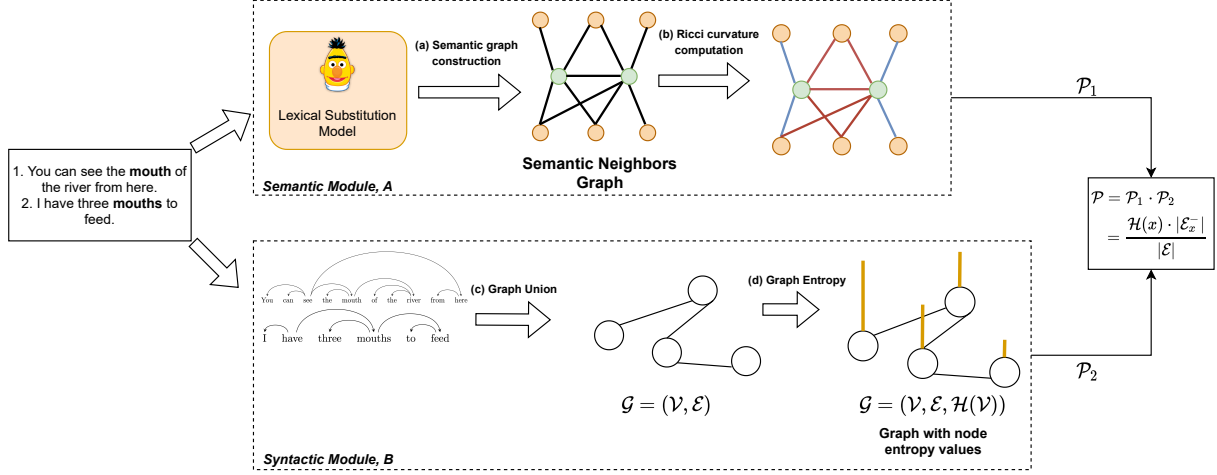 1. You can see the mouth of
the river from here.
2. I have three mouths to
feed.
Lexical Substitution
Model
(a) Semantic graph
construction
Semantic Neighbors
Graph
(b) Ricci curvature
computation
Semantic Module, A
You can see the mouth of the river from here
I have three mouths to feed
(c) Graph Union
𝒢 = (𝒱, ℰ)
(d) Graph Entropy
𝒢 = (𝒱, ℰ, ℋ(𝒱))
Graph with node
entropy values
Syntactic Module, B
𝒫₁
𝒫₂
𝒫 = 𝒫₁ · 𝒫₂
= ℋ(x) · |ℰₓ⁻| / |ℰ|